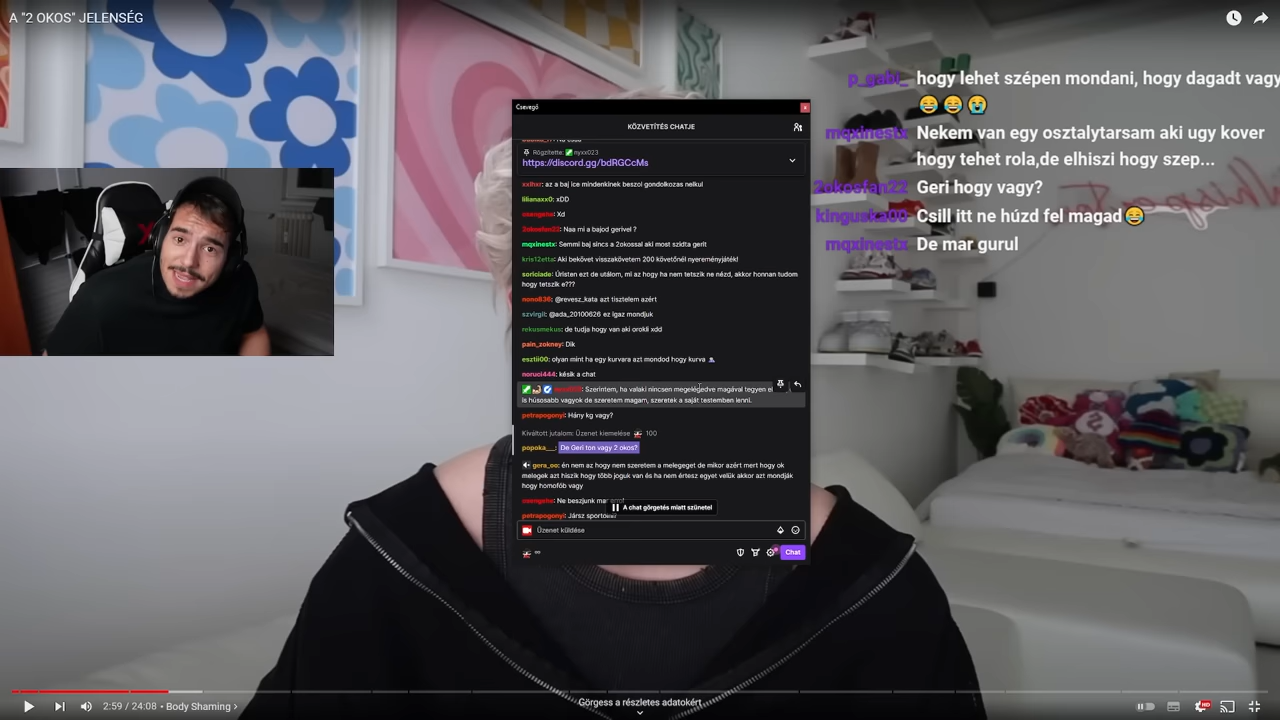 A "2 OKOS" JELENSÉG
p_gabi_ hogy lehet szépen mondani, hogy dagadt vagy
😂😂😭
mqxinestx Nekem van egy osztalytarsam aki ugy kover
hogy tehet rola,de elhiszi hogy szep...
2okosfan22 Geri hogy vagy?
kinguska00 Csill itt ne húzd fel magad😂
mqxinestx De mar gurul
Csevegő
KÖZVETÍTÉS CHATJE
Rögzítette: nyxx023
https://discord.gg/bdRGCcMs
xxihxr: az a baj ice mindenkinek beszol gondolkozas nelkul
lilianaxx0: xDD
Xd
2okosfan22: Naa mi a bajod gerivel ?
mqxinestx: Semmi baj sincs a 2okossal aki most szidta gerit
kris12etta: Aki bekövet visszakövetem 200 követőnél nyereményjáték!
soriciade: Úristen ezt de utálom, mi az hogy ha nem tetszik ne nézd, akkor honnan tudom
hogy tetszik e???
nono836: @revesz_kata azt tisztelem azért
szvirgii: @ada_20100626 ez igaz mondjuk
rekusmekus: de tudja hogy van aki orokli xdd
pain_zokney: Dik
esztii00: olyan mint ha egy kurvara azt mondod hogy kurva
noruci444: késik a chat
Szerintem, ha valaki nincsen megelégedve magával tegyen
is húsosabb vagyok de szeretem magam, szeretek a saját testemben lenni.
petrapogonyi: Hány kg vagy?
Kiváltott jutalom: Üzenet kiemelése 100
popoka___: De Geri ton vagy 2 okos?
gera_oo: én nem az hogy nem szeretem a melegeget de mikor azért mert hogy ok
melegek azt hiszik hogy több joguk van és ha nem értesz egyet velük akkor azt mondják
hogy homofób vagy
Ne beszjunk mar
A chat görgetés miatt szünetel
petrapogonyi: Jársz
Üzenet küldése
Chat
Görgess a részletes adatokért
2:59 / 24:08 • Body Shaming >
HD